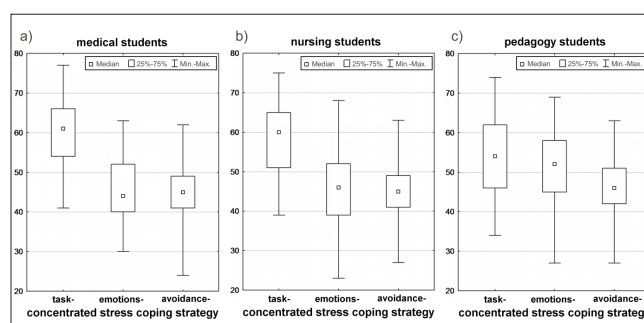 a) medical students
Median 25%-75% Min.-Max.
80
70
60
50
40
30
20
task- emotions- avoidance-
concentrated stress coping strategy
b) nursing students
Median 25%-75% Min.-Max.
80
70
60
50
40
30
20
task- emotions- avoidance-
concentrated stress coping strategy
c) pedagogy students
Median 25%-75% Min.-Max.
80
70
60
50
40
30
20
task- emotions- avoidance-
concentrated stress coping strategy